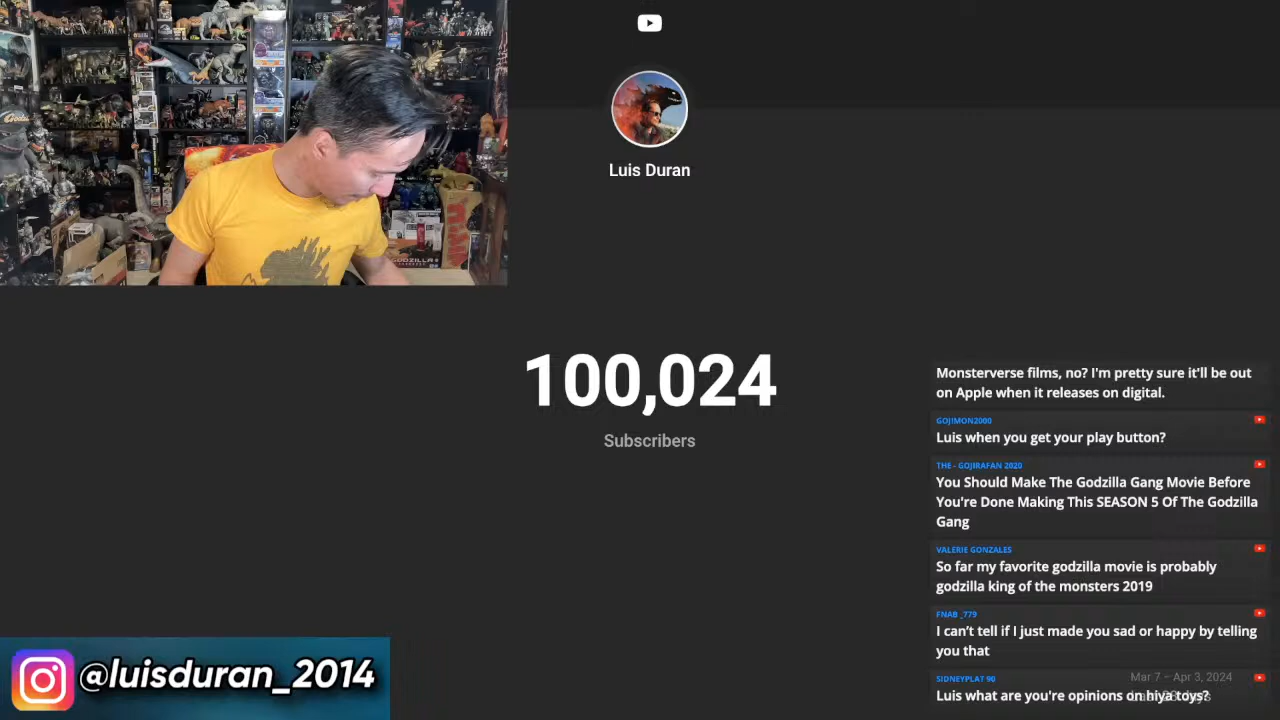 Luis Duran
100,024
Subscribers
Monsterverse films, no? I'm pretty sure it'll be out
on Apple when it releases on digital.
GOJIMON2000
Luis when you get your play button?
THE - GOJIRAFAN 2020
You Should Make The Godzilla Gang Movie Before
You're Done Making This SEASON 5 Of The Godzilla
Gang
VALERIE GONZALES
So far my favorite godzilla movie is probably
godzilla king of the monsters 2019
FNAB _779
I can't tell if I just made you sad or happy by telling
you that
SIDNEYPLAT 90
Mar 7 – Apr 3, 2024
Luis what are you're opinions on hiya toys?
@luisduran_2014
GODZILLA